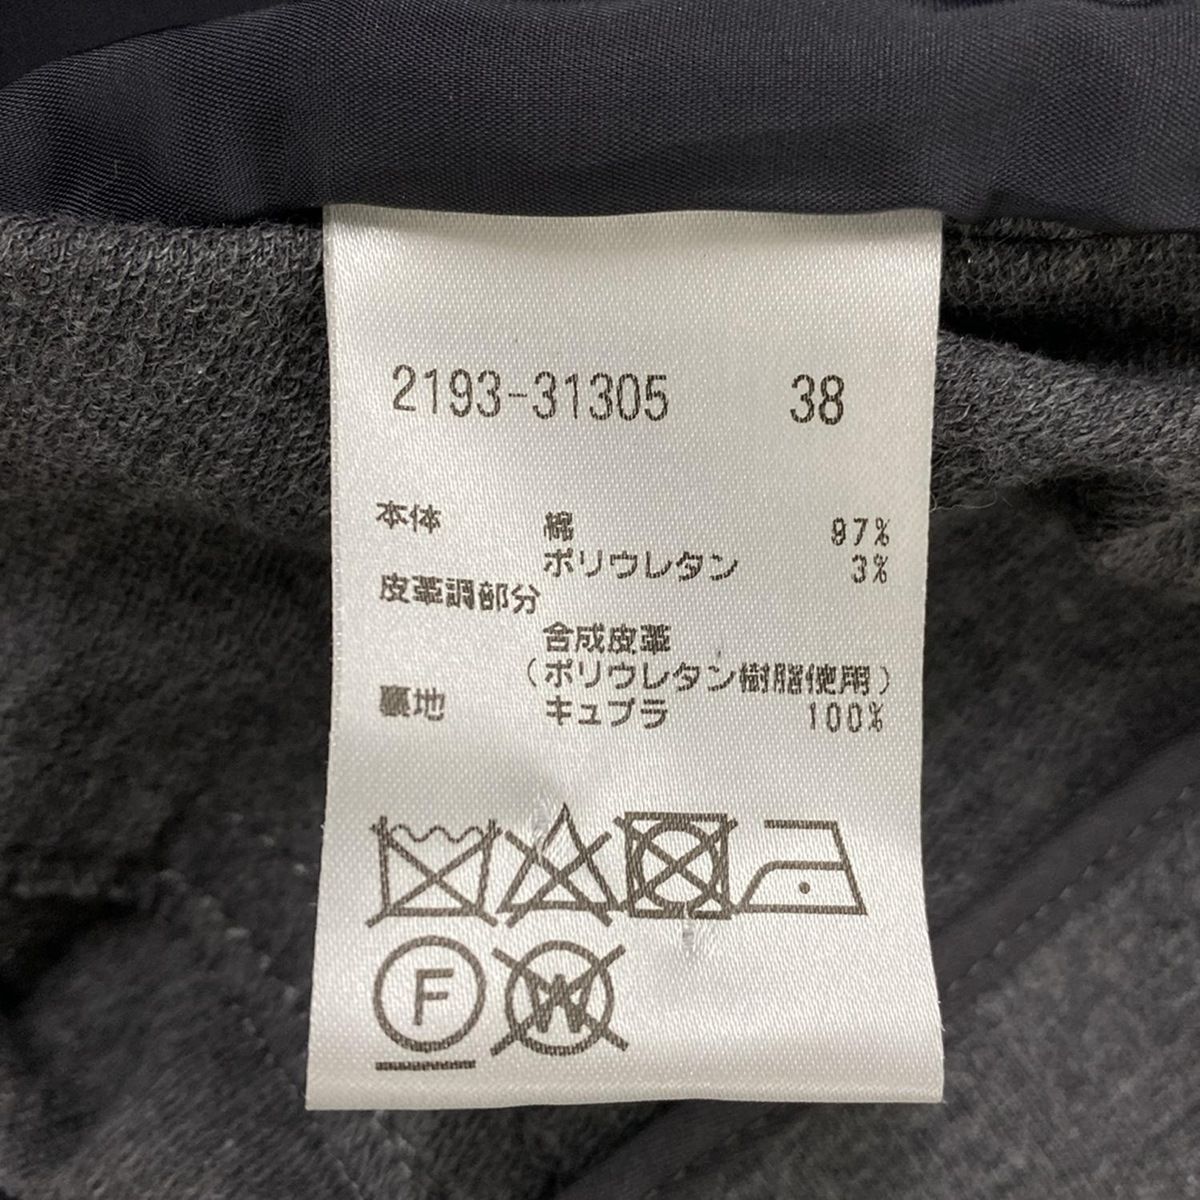 2193-31305 38
本体 綿 97%
ポリウレタン 3%
皮革調部分
合成皮革
(ポリウレタン樹脂使用)
裏地 キュプラ 100%
F W